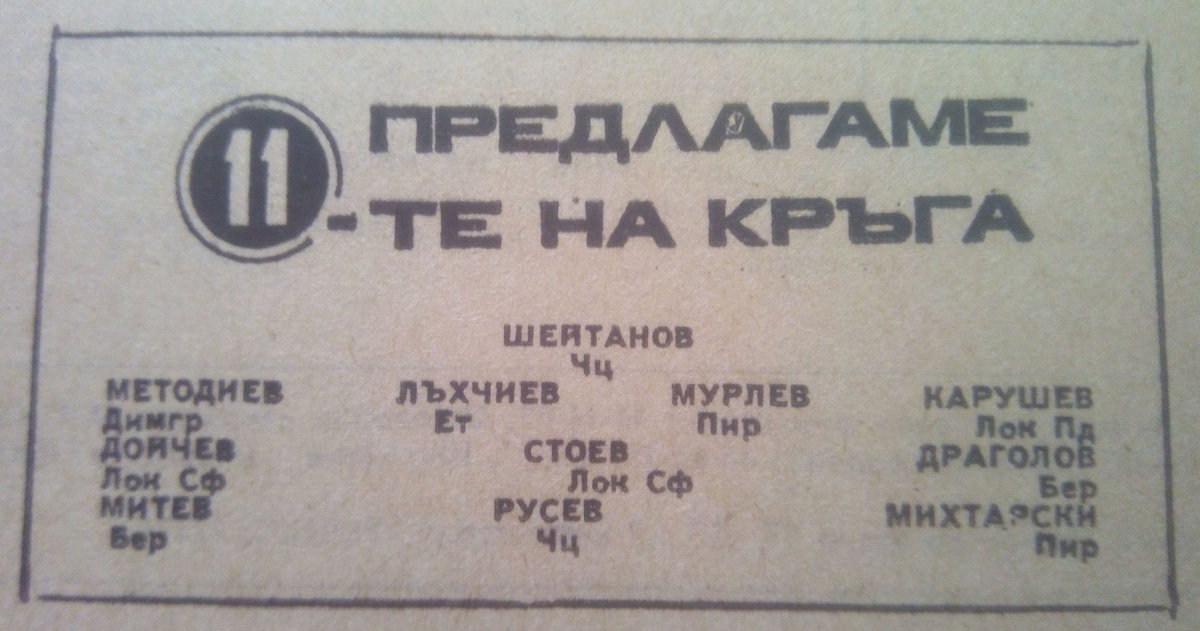 ПРЕДЛАГАМЕ
11-ТЕ НА КРЪГА
ШЕЙТАНОВ
Чц
МЕТОДИЕВ ЛЪХЧИЕВ МУРЛЕВ КАРУШЕВ
Димгр Ет Пир Лок Пд
ДОЙЧЕВ СТОЕВ ДРАГОЛОВ
Лок Сф Лок Сф Бер
МИТЕВ РУСЕВ МИХТАРСКИ
Бер Чц Пир